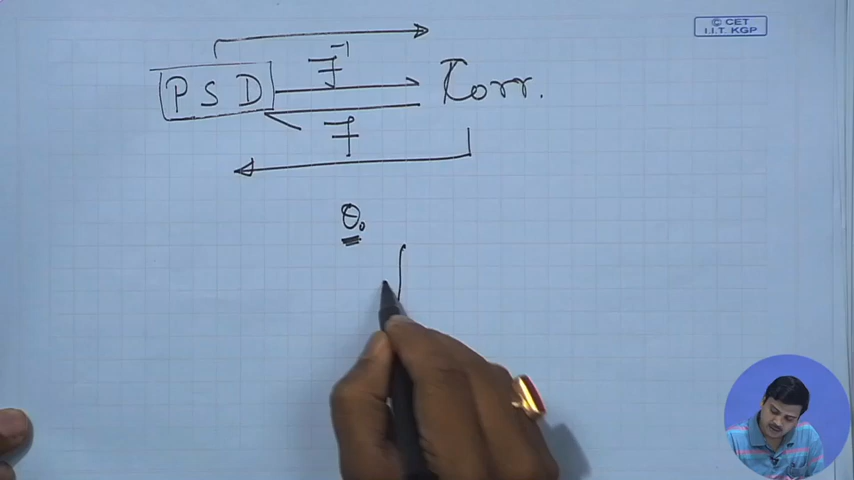 © CET
I.I.T. KGP
F⁻¹
PSD
Corr.
F
θ₀